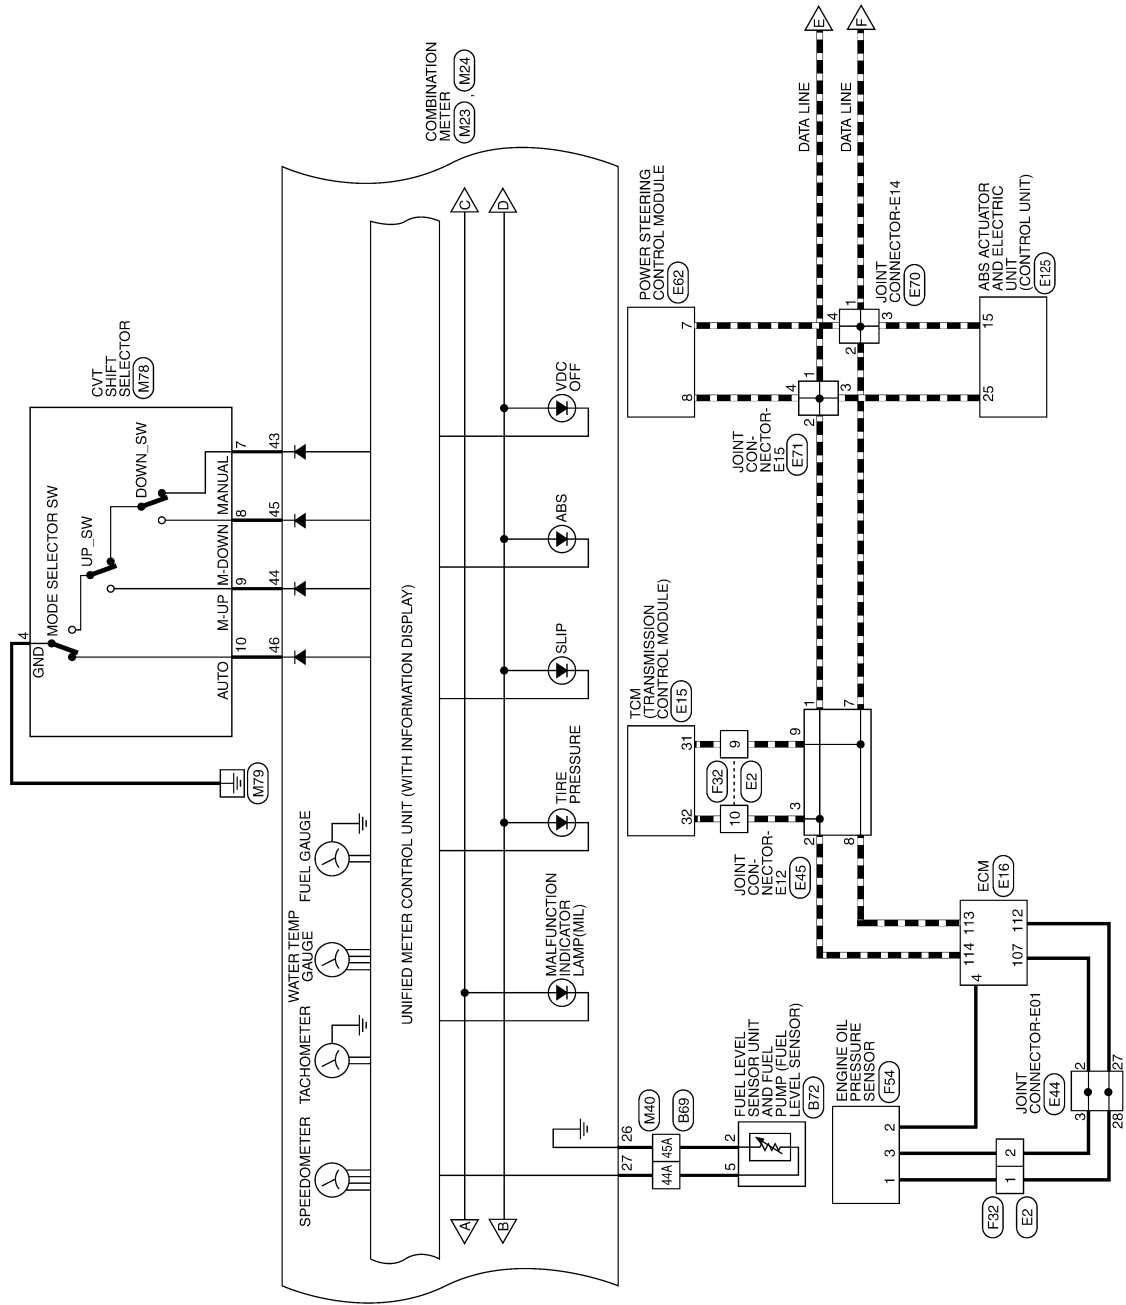 CVT
SHIFT
SELECTOR
M78
4
GND
MODE SELECTOR SW
UP_SW
DOWN_SW
AUTO
M-UP
M-DOWN
MANUAL
10
9
8
7
46
44
45
43
M79
COMBINATION
METER
M23 , M24
SPEEDOMETER
TACHOMETER
WATER TEMP
GAUGE
FUEL GAUGE
UNIFIED METER CONTROL UNIT (WITH INFORMATION DISPLAY)
A
C
B
D
MALFUNCTION
INDICATOR
LAMP(MIL)
TIRE
PRESSURE
SLIP
ABS
VDC
OFF
27
26
44A
45A
M40
B69
5
2
FUEL LEVEL
SENSOR UNIT
AND FUEL
PUMP (FUEL
LEVEL SENSOR)
B72
TCM
(TRANSMISSION
CONTROL MODULE)
E15
32
31
10
9
F32
E2
3
9
2
1
8
7
JOINT
CON-
NECTOR-
E12
E45
POWER STEERING
CONTROL MODULE
E62
8
7
JOINT
CON-
NECTOR-
E15
E71
4
1
2
3
4
1
2
3
JOINT
CONNECTOR-E14
E70
DATA LINE
E
DATA LINE
F
25
15
ABS ACTUATOR
AND ELECTRIC
UNIT
(CONTROL UNIT)
E125
ENGINE OIL
PRESSURE
SENSOR
F54
1
3
2
1
2
F32
E2
ECM
E16
4
114
113
107
112
JOINT
CONNECTOR-E01
E44
3
2
28
27